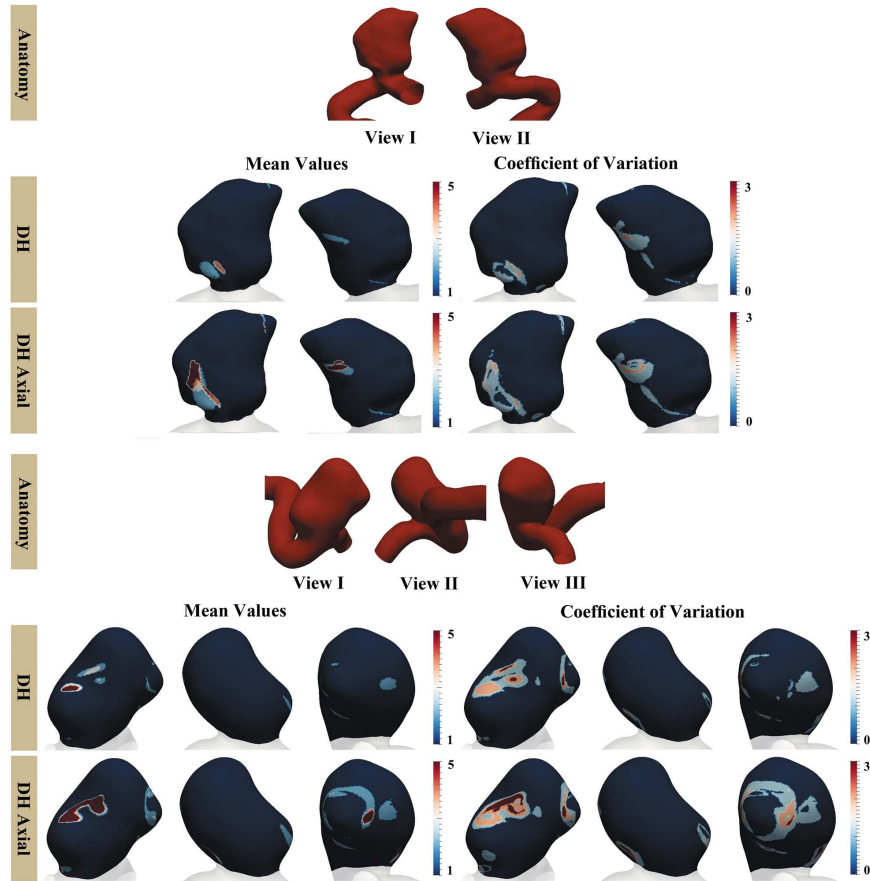 Anatomy
View I
View II
Mean Values
Coefficient of Variation
DH
5
1
3
0
DH Axial
5
1
3
0
Anatomy
View I
View II
View III
Mean Values
Coefficient of Variation
DH
5
1
3
0
DH Axial
5
1
3
0